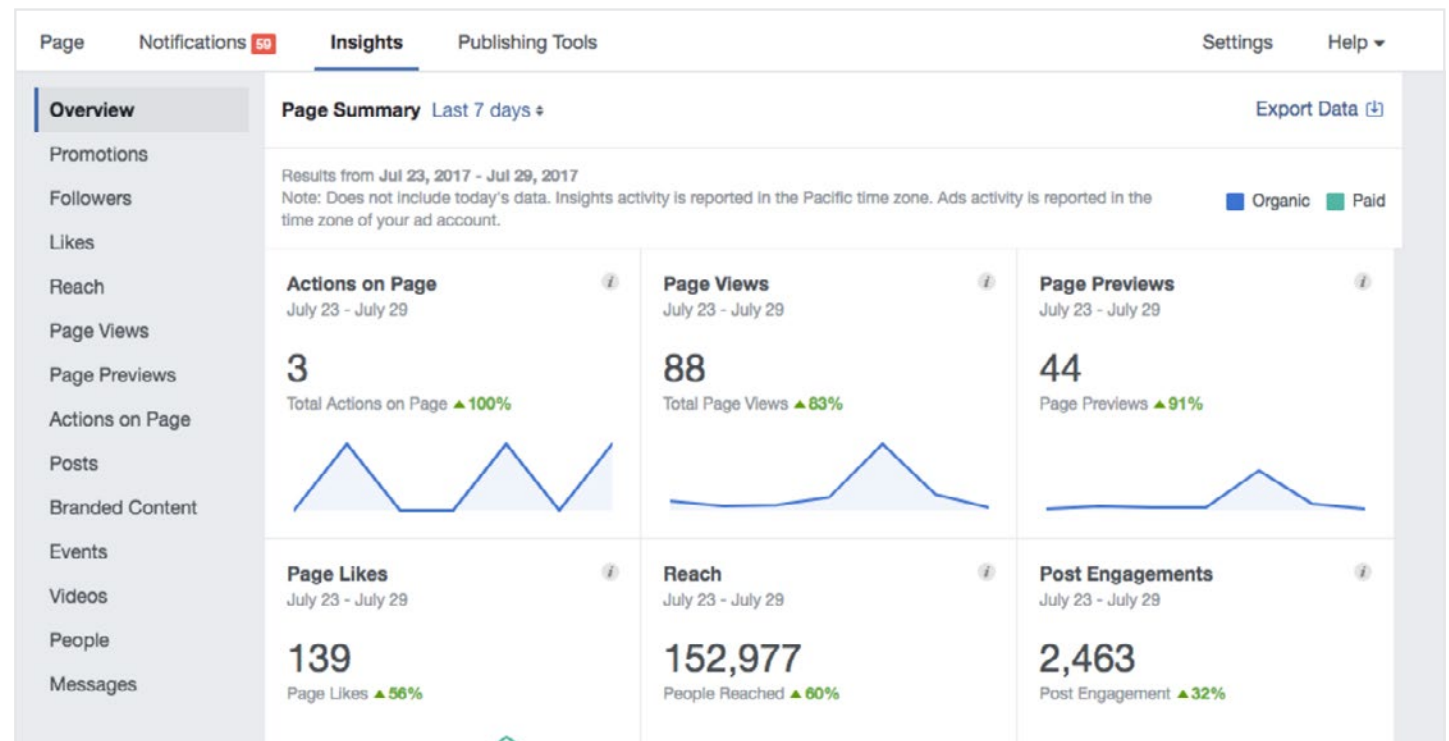 Page Notifications 59 Insights Publishing Tools Settings Help
Overview
Promotions
Followers
Likes
Reach
Page Views
Page Previews
Actions on Page
Posts
Branded Content
Events
Videos
People
Messages
Page Summary Last 7 days Export Data
Results from Jul 23, 2017 - Jul 29, 2017
Note: Does not include today's data. Insights activity is reported in the Pacific time zone. Ads activity is reported in the
time zone of your ad account.
Organic Paid
Actions on Page
July 23 - July 29
3
Total Actions on Page 100%
Page Views
July 23 - July 29
88
Total Page Views 83%
Page Previews
July 23 - July 29
44
Page Previews 91%
Page Likes
July 23 - July 29
139
Page Likes 56%
Reach
July 23 - July 29
152,977
People Reached 60%
Post Engagements
July 23 - July 29
2,463
Post Engagement 32%